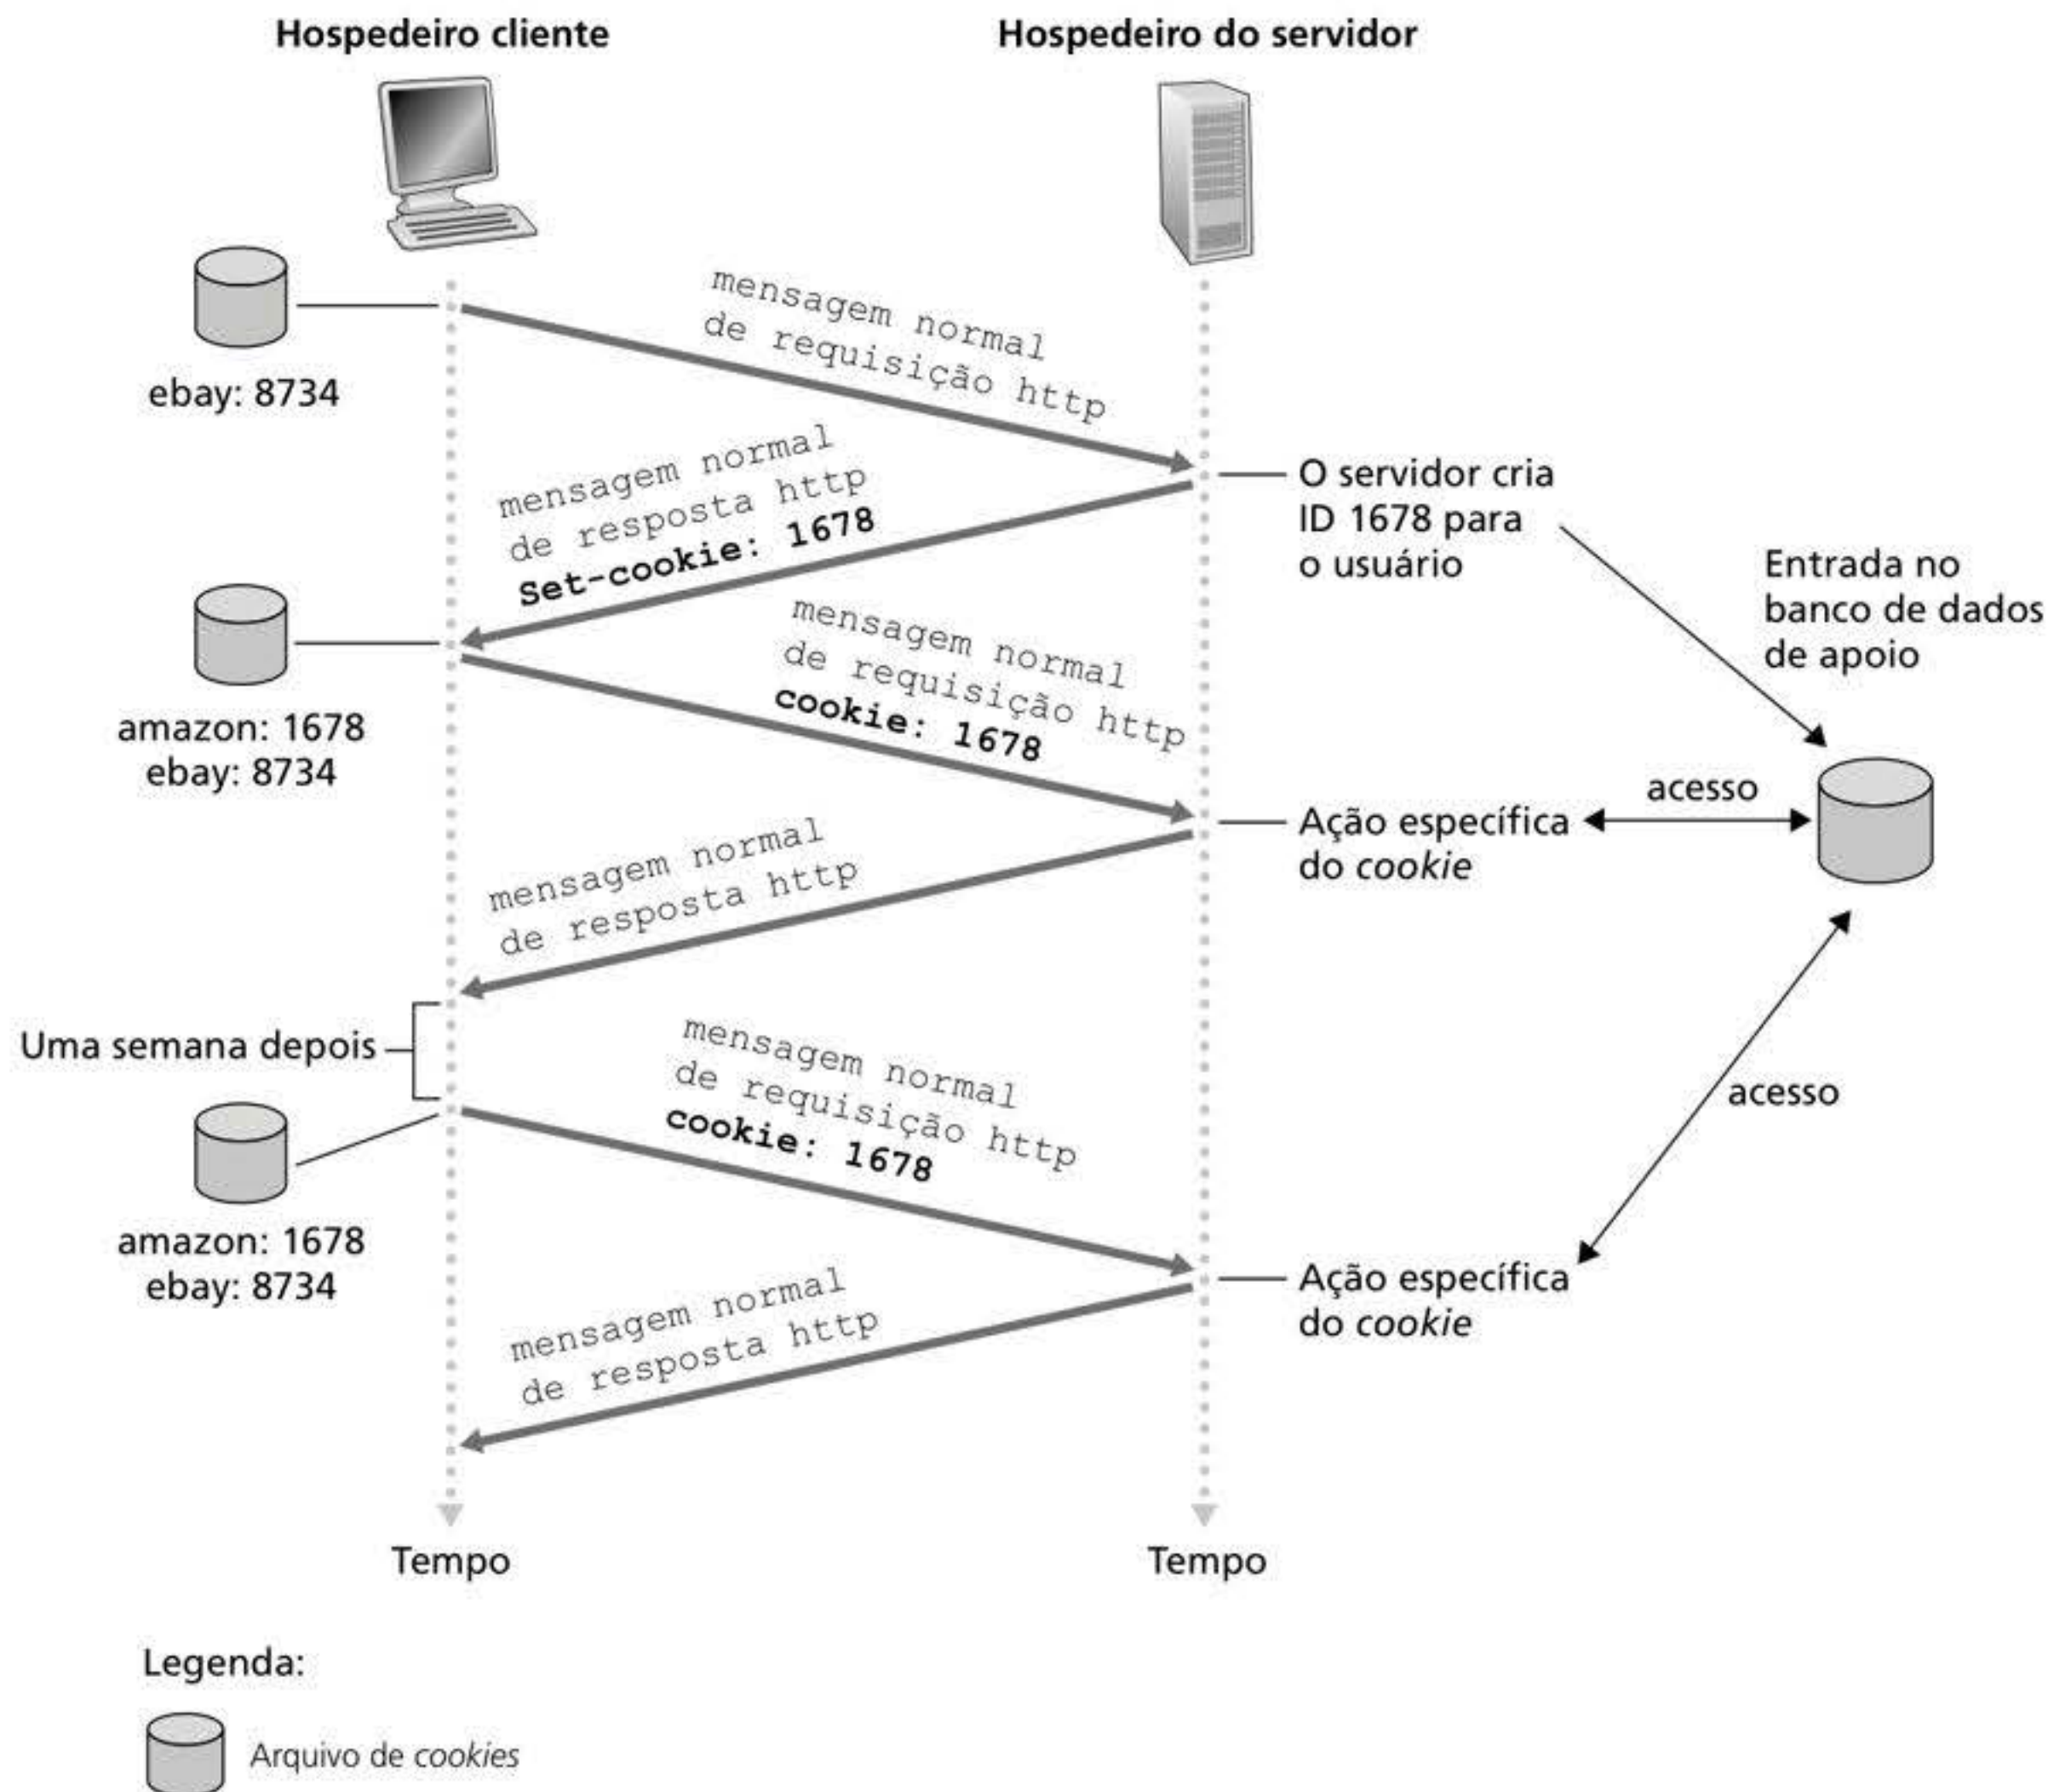 Hospedeiro cliente
Hospedeiro do servidor
ebay: 8734
mensagem normal
de requisição http
mensagem normal
de resposta http
Set-cookie: 1678
O servidor cria
ID 1678 para
o usuário
Entrada no
banco de dados
de apoio
amazon: 1678
ebay: 8734
mensagem normal
de requisição http
cookie: 1678
acesso
Ação específica
do cookie
mensagem normal
de resposta http
Uma semana depois
mensagem normal
de requisição http
cookie: 1678
acesso
amazon: 1678
ebay: 8734
Ação específica
do cookie
mensagem normal
de resposta http
Tempo
Tempo
Legenda:
Arquivo de cookies